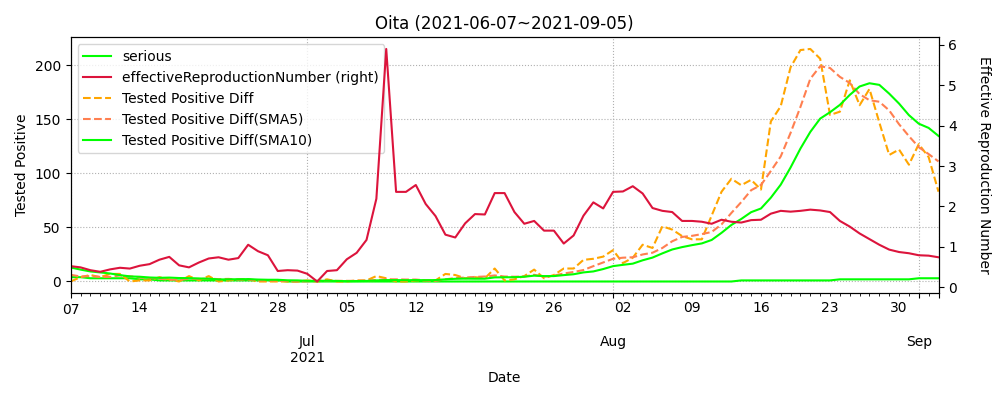 Oita (2021-06-07~2021-09-05)
serious
effectiveReproductionNumber (right)
Tested Positive Diff
Tested Positive Diff(SMA5)
Tested Positive Diff(SMA10)
Tested Positive
200
150
100
50
0
6
5
4
3
2
1
0
Effective Reproduction Number
07 14 21 28 05 12 19 26 02 09 16 23 30
Jul Aug Sep
2021
Date